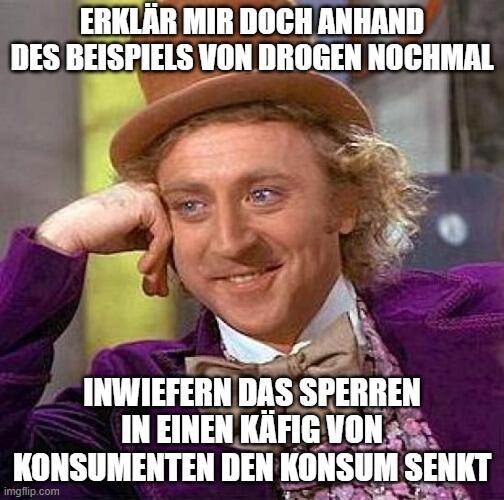 ERKLÄR MIR DOCH ANHAND
DES BEISPIELS VON DROGEN NOCHMAL
INWIEFERN DAS SPERREN
IN EINEN KÄFIG VON
KONSUMENTEN DEN KONSUM SENKT
imgflip.com